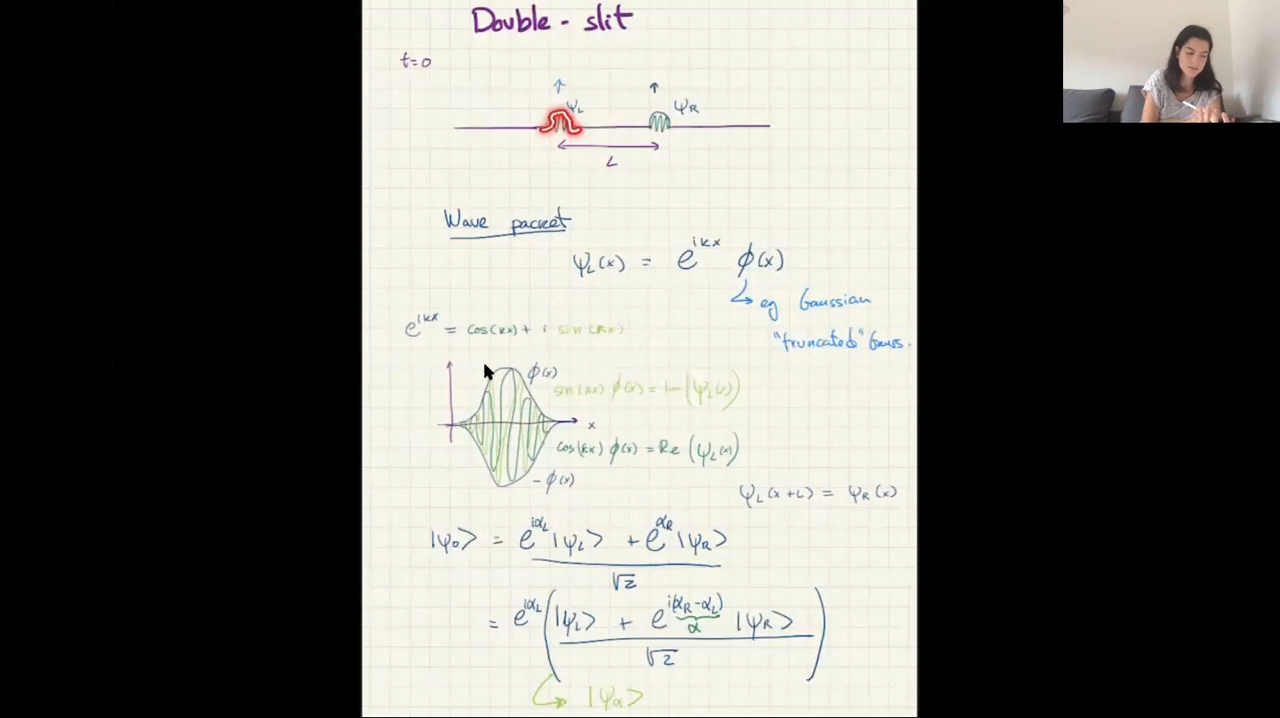 Double - slit
t=0
ψL ψR
L
Wave packet
ψL(x) = e^{ikx} ϕ(x)
↳ eg Gaussian
"truncated" Gauss.
e^{ikx} = cos(kx) + i sin(kx)
ϕ(x)
sin(kx) ϕ(x) = Im (ψL(x))
x
cos(kx) ϕ(x) = Re (ψL(x))
-ϕ(x)
ψL(x+L) = ψR(x)
|ψ0> = e^{iαL} |ψL> + e^{αR} |ψR>
√2
= e^{iαL} ( |ψL> + e^{i(αR-αL)} |ψR> )
α
√2
↳ |ψα>